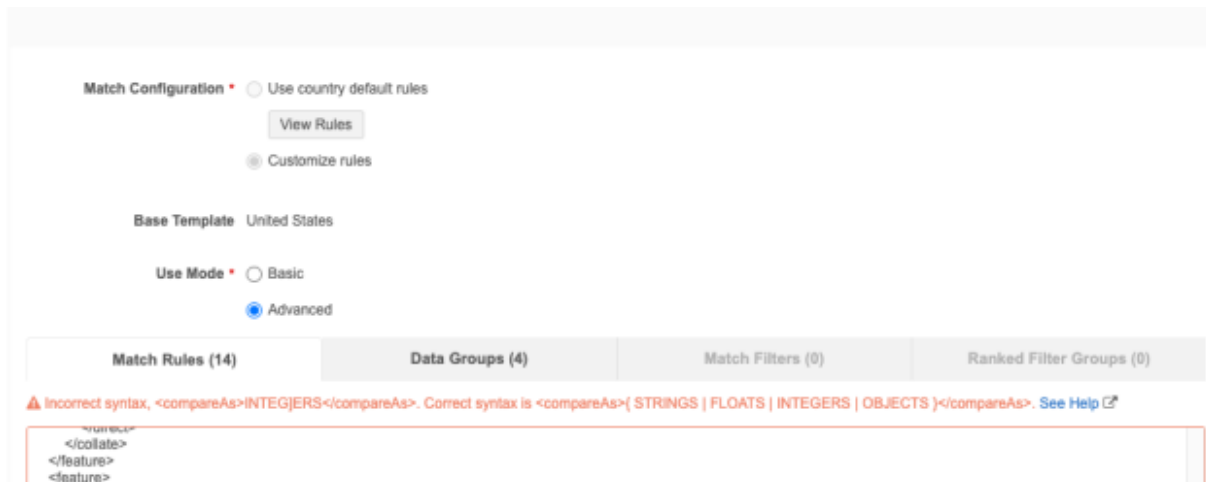 Match Configuration * Use country default rules
View Rules
Customize rules
Base Template United States
Use Mode * Basic
Advanced
Match Rules (14) Data Groups (4) Match Filters (0) Ranked Filter Groups (0)
Incorrect syntax, <compareAs>INTEG]ERS</compareAs>. Correct syntax is <compareAs>{ STRINGS | FLOATS | INTEGERS | OBJECTS }</compareAs>. See Help
</direct>
</collate>
</feature>
<feature>